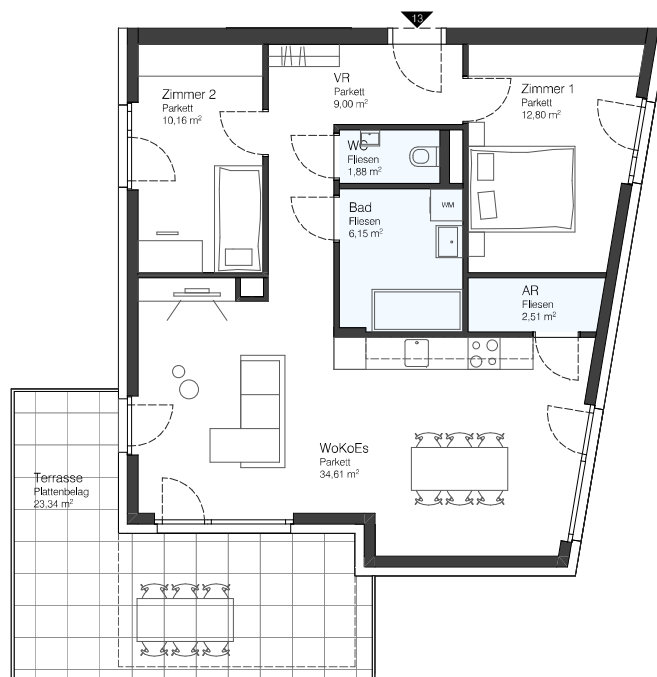 13
Zimmer 2
Parkett
10,16 m²
VR
Parkett
9,00 m²
Zimmer 1
Parkett
12,80 m²
WC
Fliesen
1,88 m²
Bad
Fliesen
6,15 m²
WM
AR
Fliesen
2,51 m²
WoKoEs
Parkett
34,61 m²
Terrasse
Plattenbelag
23,34 m²